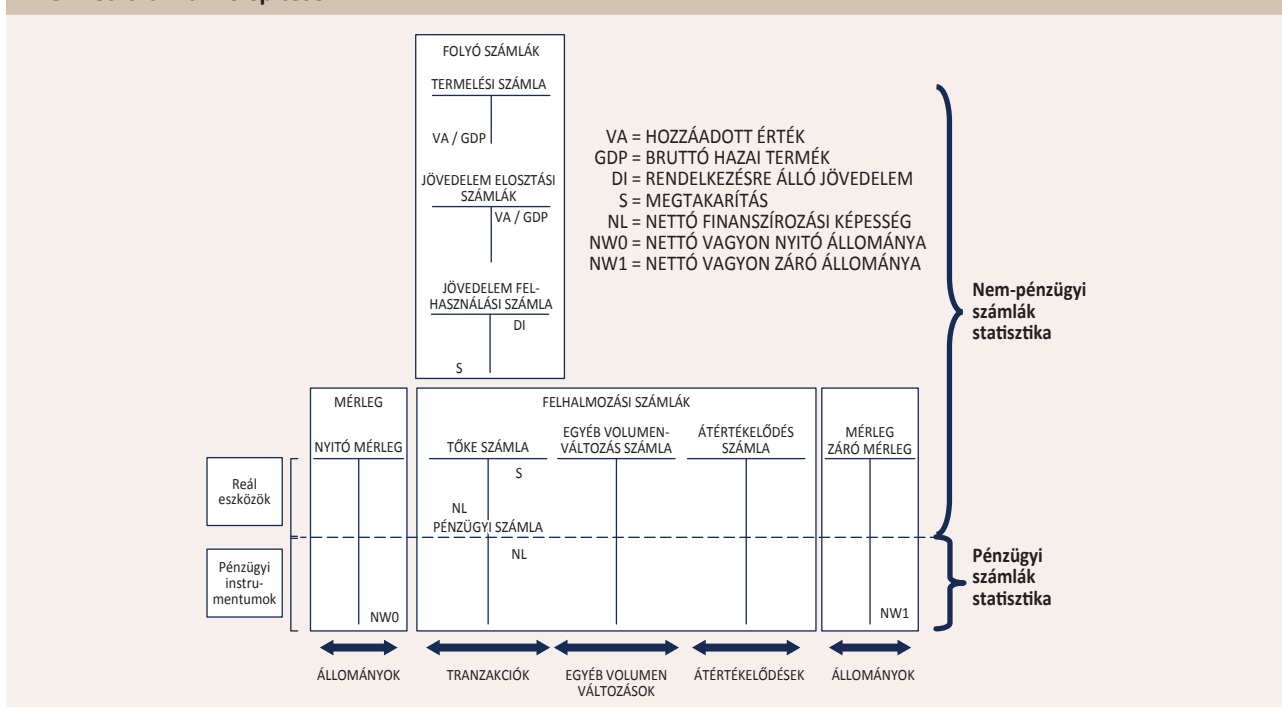 FOLYÓ SZÁMLÁK
TERMELÉSI SZÁMLA
VA / GDP
JÖVEDELEM ELOSZTÁSI
SZÁMLÁK
VA / GDP
JÖVEDELEM FEL-
HASZNÁLÁSI SZÁMLA
DI
S
VA = HOZZÁADOTT ÉRTÉK
GDP = BRUTTÓ HAZAI TERMÉK
DI = RENDELKEZÉSRE ÁLLÓ JÖVEDELEM
S = MEGTAKARÍTÁS
NL = NETTÓ FINANSZÍROZÁSI KÉPESSÉG
NW0 = NETTÓ VAGYON NYITÓ ÁLLOMÁNYA
NW1 = NETTÓ VAGYON ZÁRÓ ÁLLOMÁNYA
Nem-pénzügyi
számlák
statisztika
MÉRLEG
NYITÓ MÉRLEG
FELHALMOZÁSI SZÁMLÁK
TŐKE SZÁMLA
EGYÉB VOLUMEN-
VÁLTOZÁS SZÁMLA
ÁTÉRTÉKELŐDÉS
SZÁMLA
MÉRLEG
ZÁRÓ MÉRLEG
S
Reál
eszközök
NL
PÉNZÜGYI SZÁMLA
NL
Pénzügyi
instru-
mentumok
NW0
NW1
Pénzügyi
számlák
statisztika
ÁLLOMÁNYOK
TRANZAKCIÓK
EGYÉB VOLUMEN
VÁLTOZÁSOK
ÁTÉRTÉKELŐDÉSEK
ÁLLOMÁNYOK